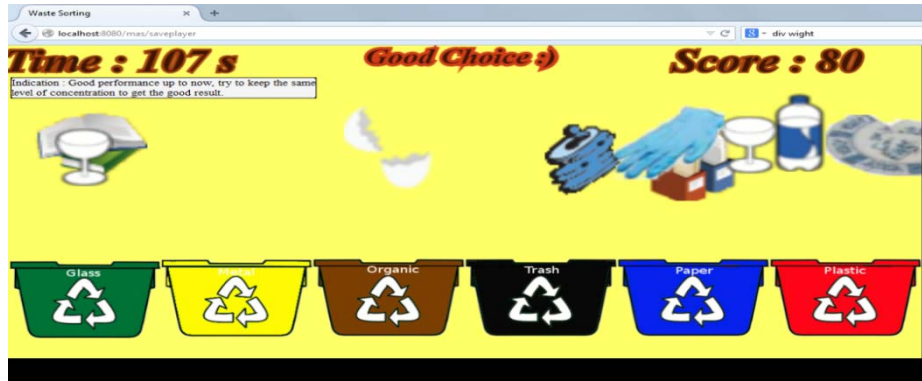 Waste Sorting
localhost:8080/mas/saveplayer
div wight
Time : 107 s
Good Choice :)
Score : 80
Indication : Good performance up to now, try to keep the same
level of concentration to get the good result.
Glass
Metal
Organic
Trash
Paper
Plastic